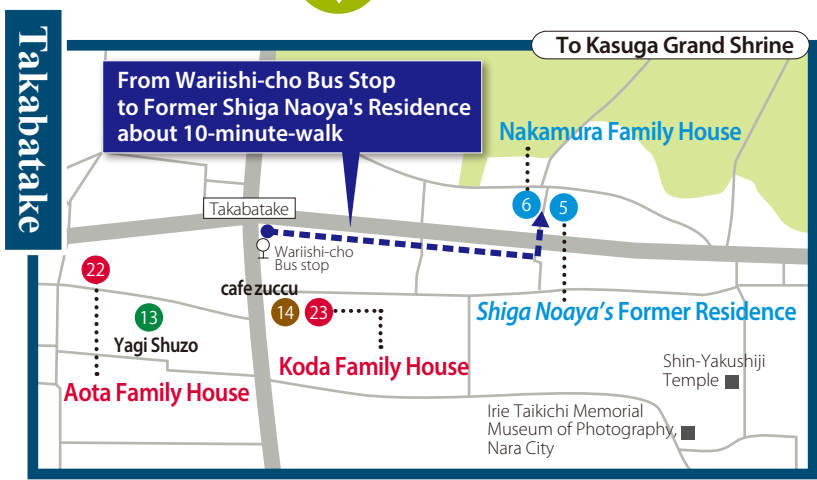 Takabatake
To Kasuga Grand Shrine
From Wariishi-cho Bus Stop
to Former Shiga Naoya's Residence
about 10-minute-walk
Nakamura Family House
6
5
Takabatake
Wariishi-cho
Bus stop
22
cafe zuccu
13
14
23
Shiga Noaya's Former Residence
Yagi Shuzo
Koda Family House
Shin-Yakushiji
Temple
Aota Family House
Irie Taikichi Memorial
Museum of Photography,
Nara City